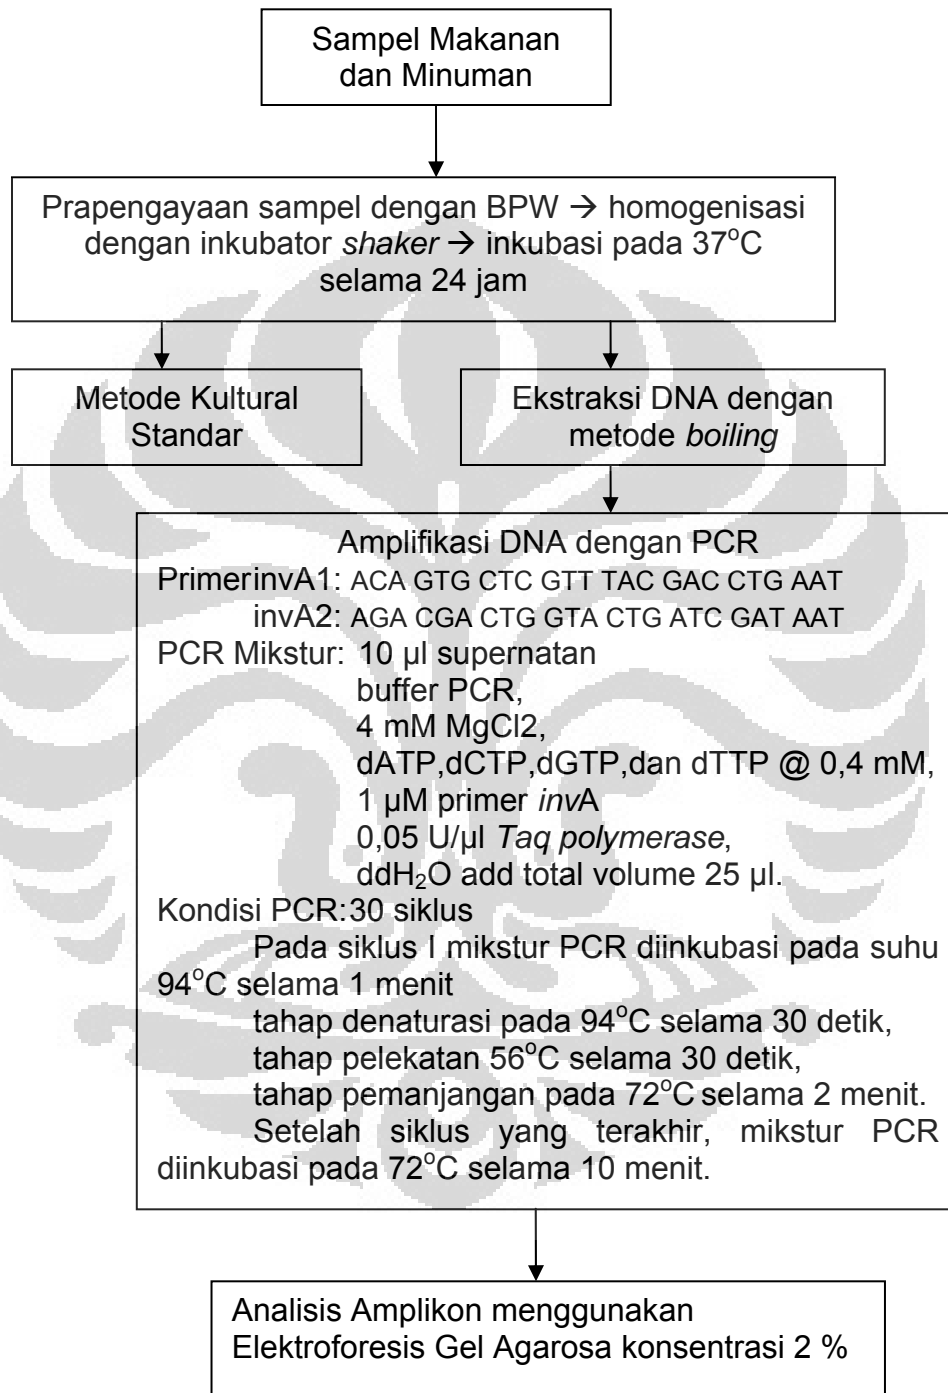 Sampel Makanan
dan Minuman
Prapengayaan sampel dengan BPW → homogenisasi
dengan inkubator shaker → inkubasi pada 37°C
selama 24 jam
Metode Kultural
Standar
Ekstraksi DNA dengan
metode boiling
Amplifikasi DNA dengan PCR
PrimerinvA1: ACA GTG CTC GTT TAC GAC CTG AAT
invA2: AGA CGA CTG GTA CTG ATC GAT AAT
PCR Mikstur: 10 µl supernatan
buffer PCR,
4 mM MgCl2,
dATP,dCTP,dGTP,dan dTTP @ 0,4 mM,
1 µM primer invA
0,05 U/µl Taq polymerase,
ddH₂O add total volume 25 µl.
Kondisi PCR:30 siklus
Pada siklus I mikstur PCR diinkubasi pada suhu
94°C selama 1 menit
tahap denaturasi pada 94°C selama 30 detik,
tahap pelekatan 56°C selama 30 detik,
tahap pemanjangan pada 72°C selama 2 menit.
Setelah siklus yang terakhir, mikstur PCR
diinkubasi pada 72°C selama 10 menit.
Analisis Amplikon menggunakan
Elektroforesis Gel Agarosa konsentrasi 2 %